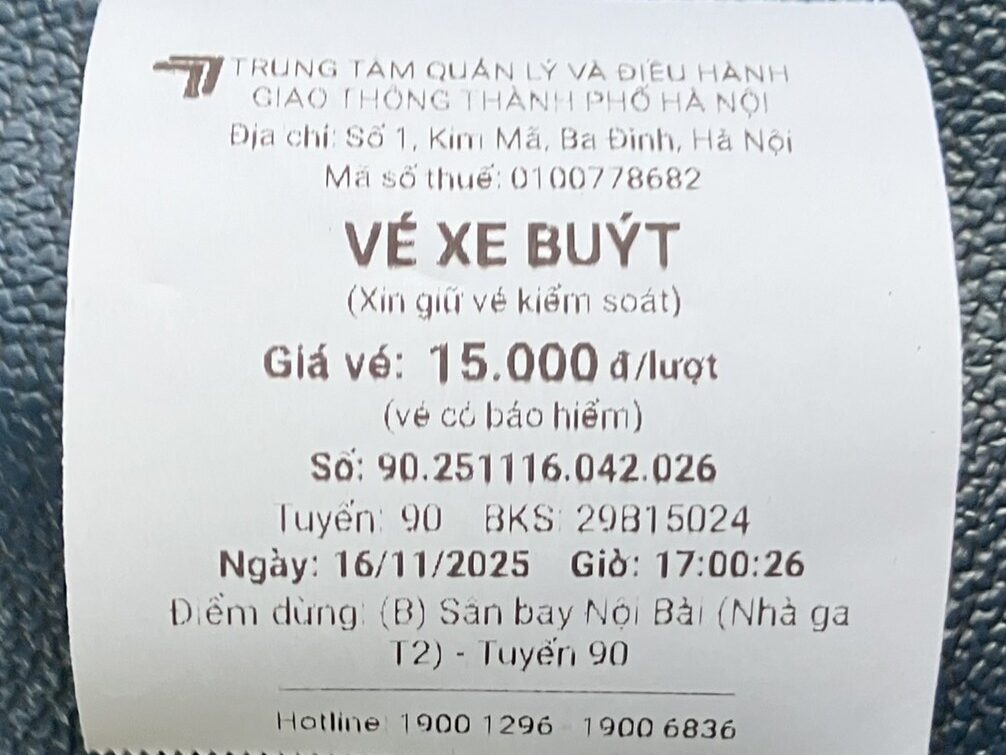 TRUNG TÂM QUẢN LÝ VÀ ĐIỀU HÀNH
GIAO THÔNG THÀNH PHỐ HÀ NỘI
Địa chỉ: Số 1, Kim Mã, Ba Đình, Hà Nội
Mã số thuế: 0100778682
VÉ XE BUÝT
(Xin giữ vé kiểm soát)
Giá vé: 15.000 đ/lượt
(vé có bảo hiểm)
Số: 90.251116.042.026
Tuyến: 90 BKS: 29B15024
Ngày: 16/11/2025 Giờ: 17:00:26
Điểm dừng: (B) Sân bay Nội Bài (Nhà ga
T2) - Tuyến 90
Hotline: 1900 1296 - 1900 6836